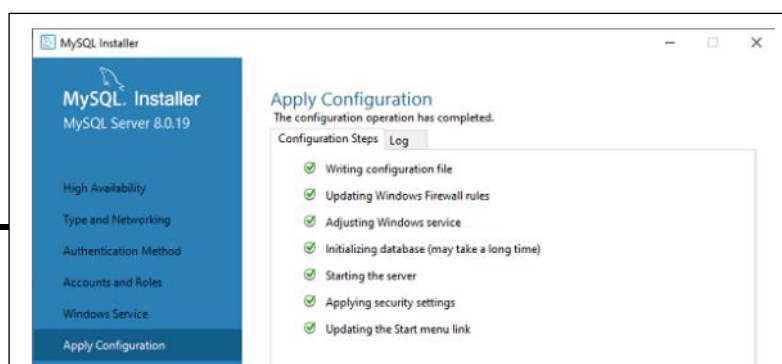 MySQL Installer
MySQL. Installer
MySQL Server 8.0.19
High Availability
Type and Networking
Authentication Method
Accounts and Roles
Windows Service
Apply Configuration
Apply Configuration
The configuration operation has completed.
Configuration Steps Log
Writing configuration file
Updating Windows Firewall rules
Adjusting Windows service
Initializing database (may take a long time)
Starting the server
Applying security settings
Updating the Start menu link